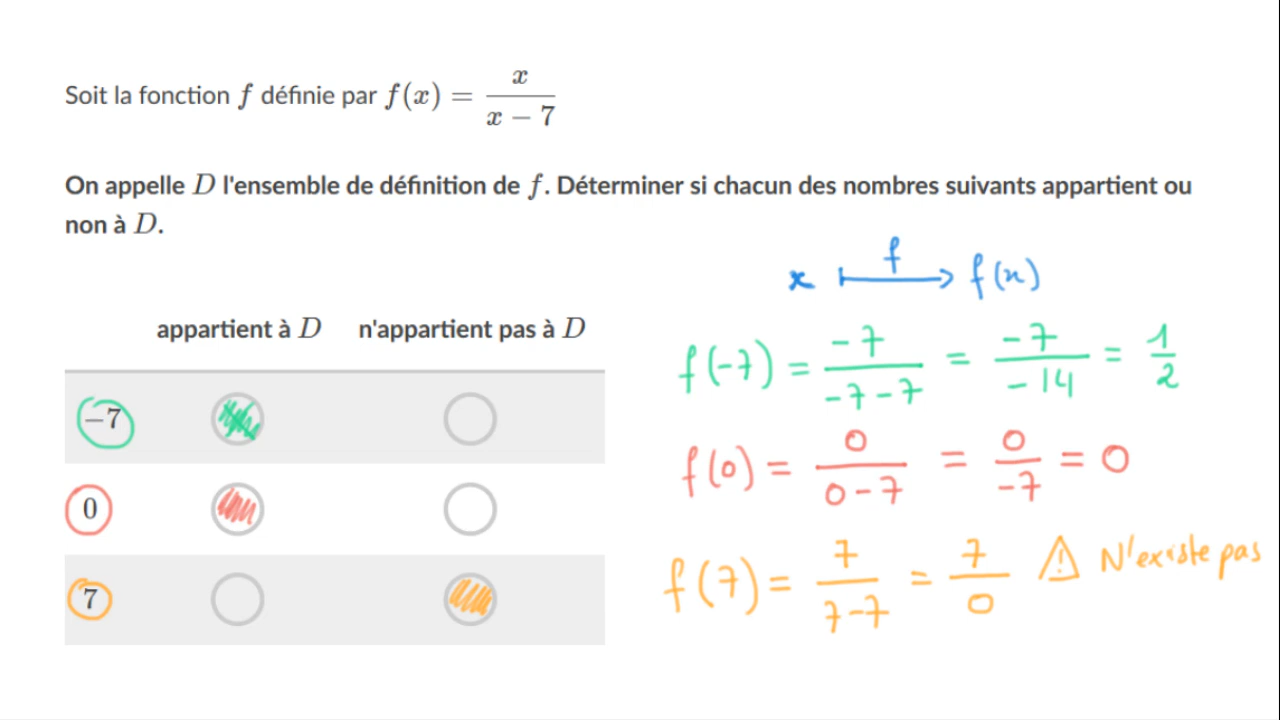 Soit la fonction f définie par f(x) = x / (x − 7)
On appelle D l'ensemble de définition de f. Déterminer si chacun des nombres suivants appartient ou
non à D.
x ⟼ f(x)
f
appartient à D n'appartient pas à D
−7
0
7
f(-7) = -7 / (-7-7) = -7 / -14 = 1/2
f(0) = 0 / (0-7) = 0 / -7 = 0
f(7) = 7 / (7-7) = 7 / 0 ⚠ N'existe pas